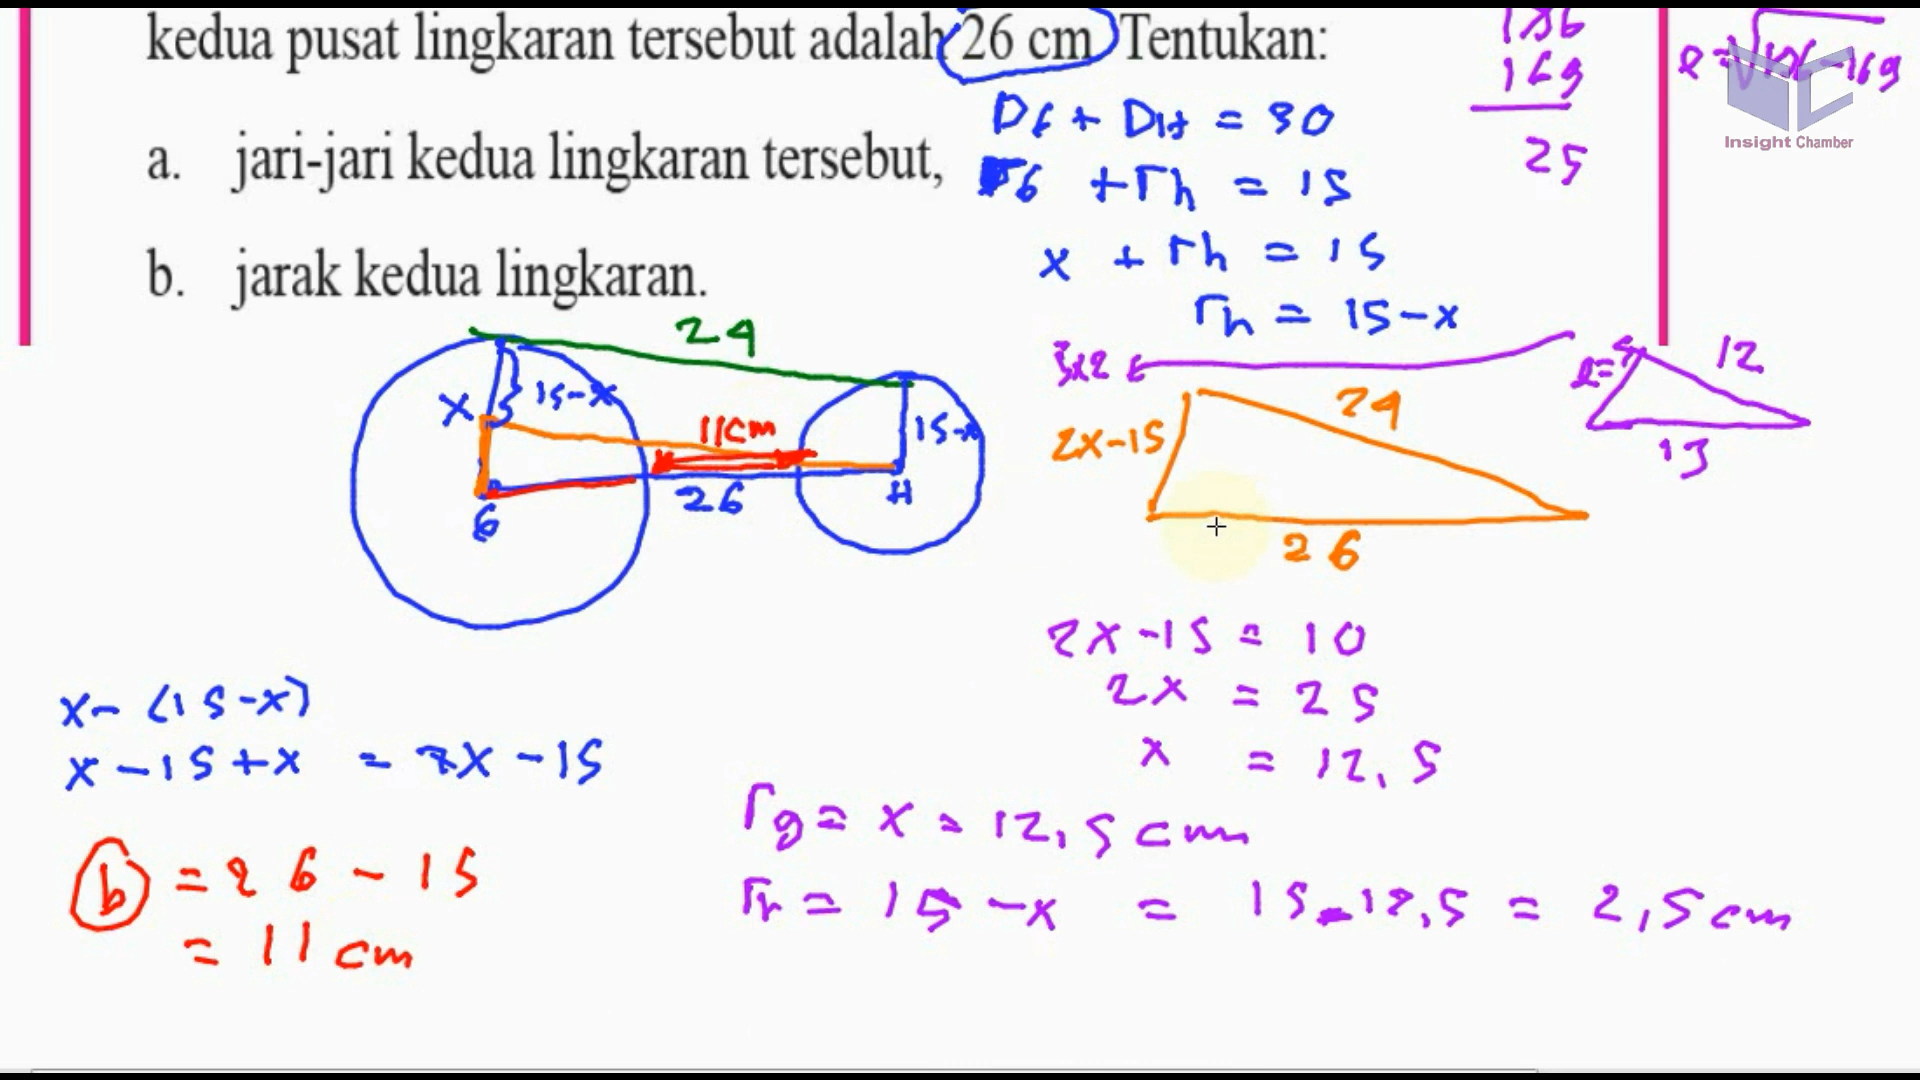 kedua pusat lingkaran tersebut adalah 26 cm Tentukan:
a. jari-jari kedua lingkaran tersebut,
b. jarak kedua lingkaran.
DG + DH = 30
rG + rh = 15
x + rh = 15
rh = 15-x
169
25
Insight Chamber
24
x
15-x
11cm
15-x
26
G
H
2x-15
24
26
12
13
x-(15-x)
x-15+x = 2x-15
2x-15 = 10
2x = 25
x = 12,5
rg = x = 12,5 cm
rh = 15-x = 15-12,5 = 2,5 cm
b = 26-15
= 11 cm